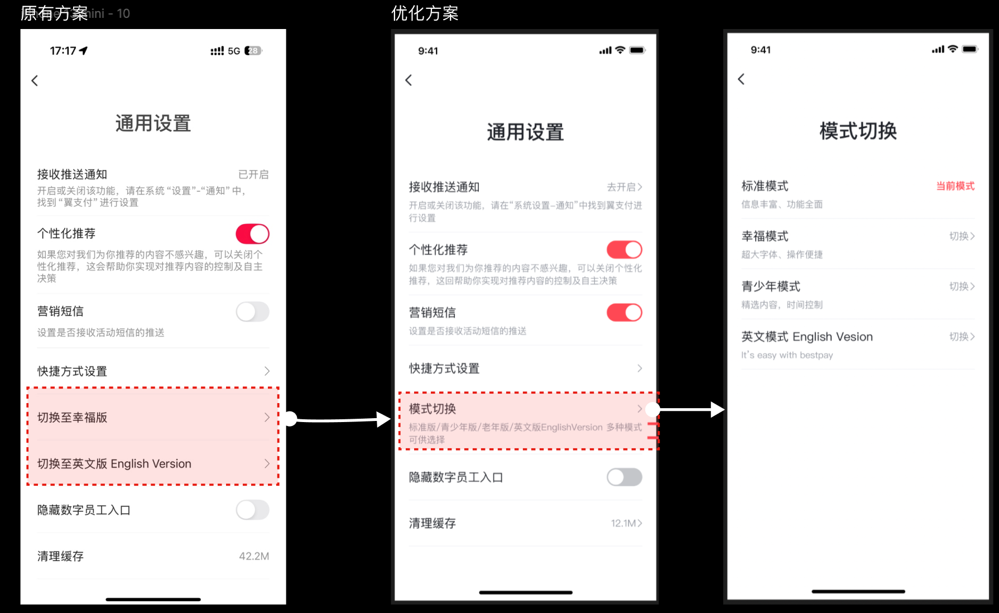 原有方案
mini - 10
17:17
5G
28
通用设置
接收推送通知
已开启
开启或关闭该功能，请在系统“设置”-“通知”中，
找到“翼支付”进行设置
个性化推荐
如果您对我们为你推荐的内容不感兴趣，可以关闭个
性化推荐，这会帮助你实现对推荐内容的控制及自主
决策
营销短信
设置是否接收活动短信的推送
快捷方式设置
切换至幸福版
切换至英文版 English Version
隐藏数字员工入口
清理缓存
42.2M
优化方案
9:41
通用设置
接收推送通知
去开启
开启或关闭该功能，请在“系统设置-通知”中找到翼支付进
行设置
个性化推荐
如果您对我们为你推荐的内容不感兴趣，可以关闭个性化
推荐，这回帮助你实现对推荐内容的控制及自主决策
营销短信
设置是否接收活动短信的推送
快捷方式设置
模式切换
标准版/青少年版/老年版/英文版EnglishVersion 多种模式
可供选择
隐藏数字员工入口
清理缓存
12.1M
9:41
模式切换
标准模式
当前模式
信息丰富、功能全面
幸福模式
切换
超大字体、操作便捷
青少年模式
切换
精选内容，时间控制
英文模式 English Vesion
切换
It's easy with bestpay